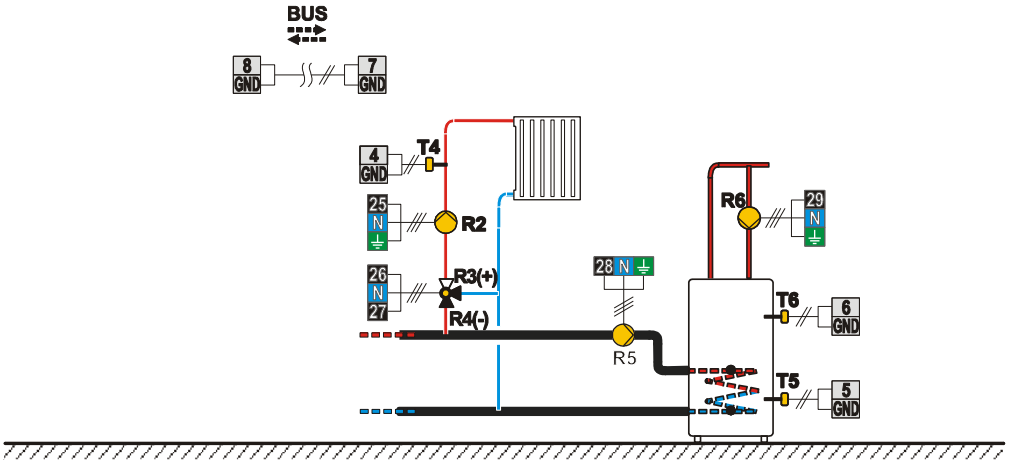 BUS
8
GND
7
GND
4
GND
T4
25
N
R2
26
N
27
R3(+)
R4(-)
28 N
R5
R6
29
N
T6
6
GND
T5
5
GND